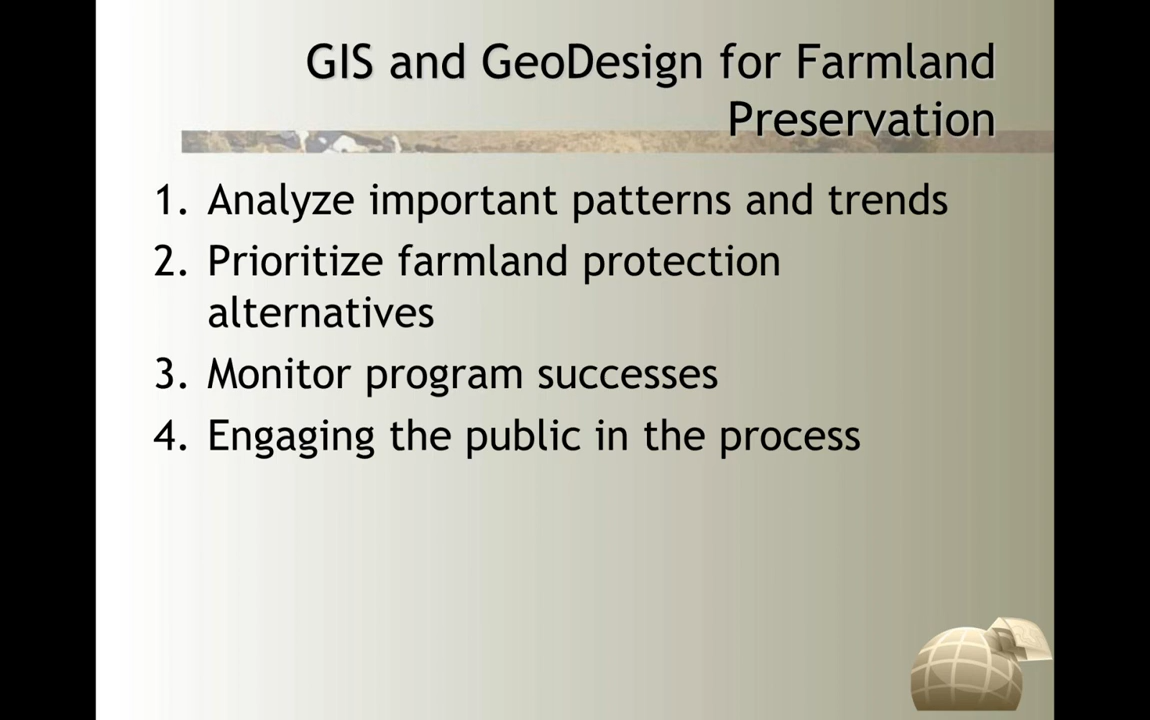 GIS and GeoDesign for Farmland
Preservation
1. Analyze important patterns and trends
2. Prioritize farmland protection
alternatives
3. Monitor program successes
4. Engaging the public in the process